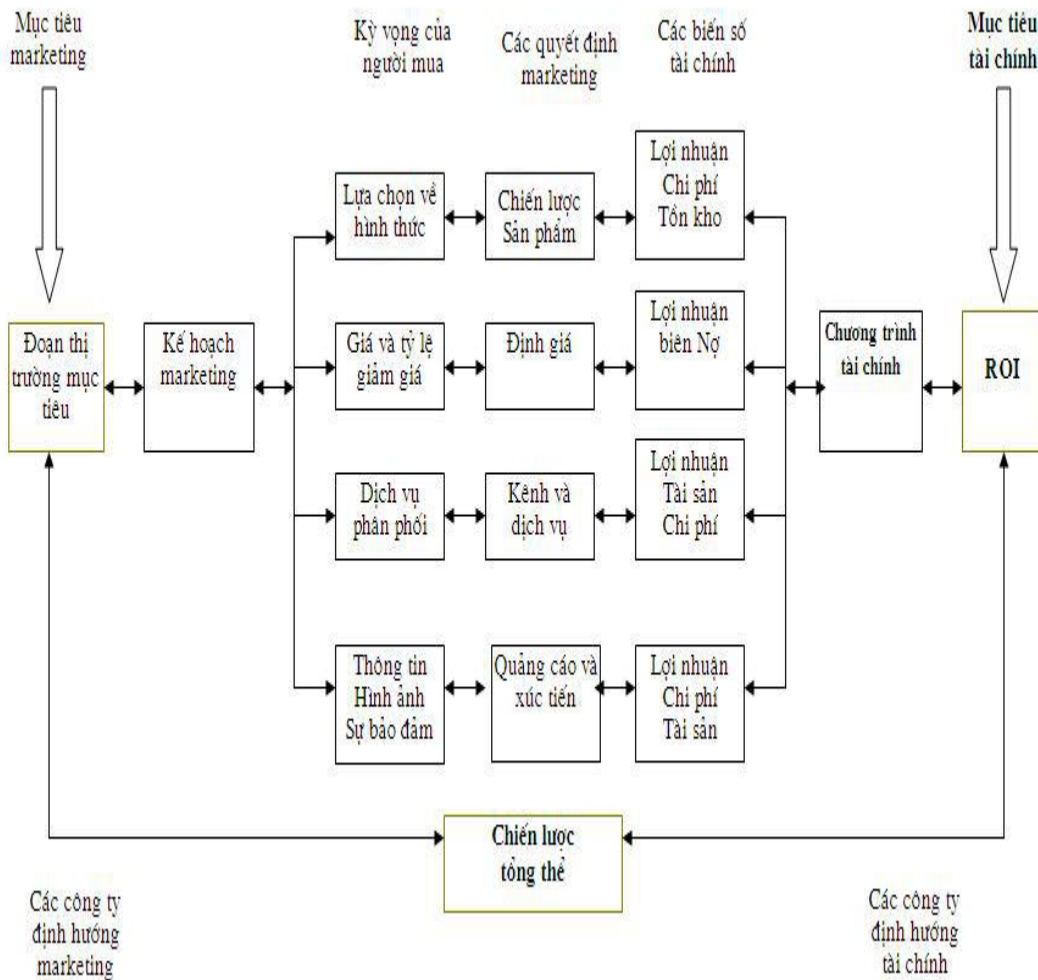 Mục tiêu
marketing
Kỳ vọng của
người mua
Các quyết định
marketing
Các biến số
tài chính
Mục tiêu
tài chính
Lựa chọn về
hình thức
Chiến lược
Sản phẩm
Lợi nhuận
Chi phí
Tồn kho
Đoạn thị
trường mục
tiêu
Kế hoạch
marketing
Giá và tỷ lệ
giảm giá
Định giá
Lợi nhuận
biên Nợ
Chương trình
tài chính
ROI
Dịch vụ
phân phối
Kênh và
dịch vụ
Lợi nhuận
Tài sản
Chi phí
Thông tin
Hình ảnh
Sự bảo đảm
Quảng cáo và
xúc tiến
Lợi nhuận
Chi phí
Tài sản
Chiến lược
tổng thể
Các công ty
định hướng
marketing
Các công ty
định hướng
tài chính